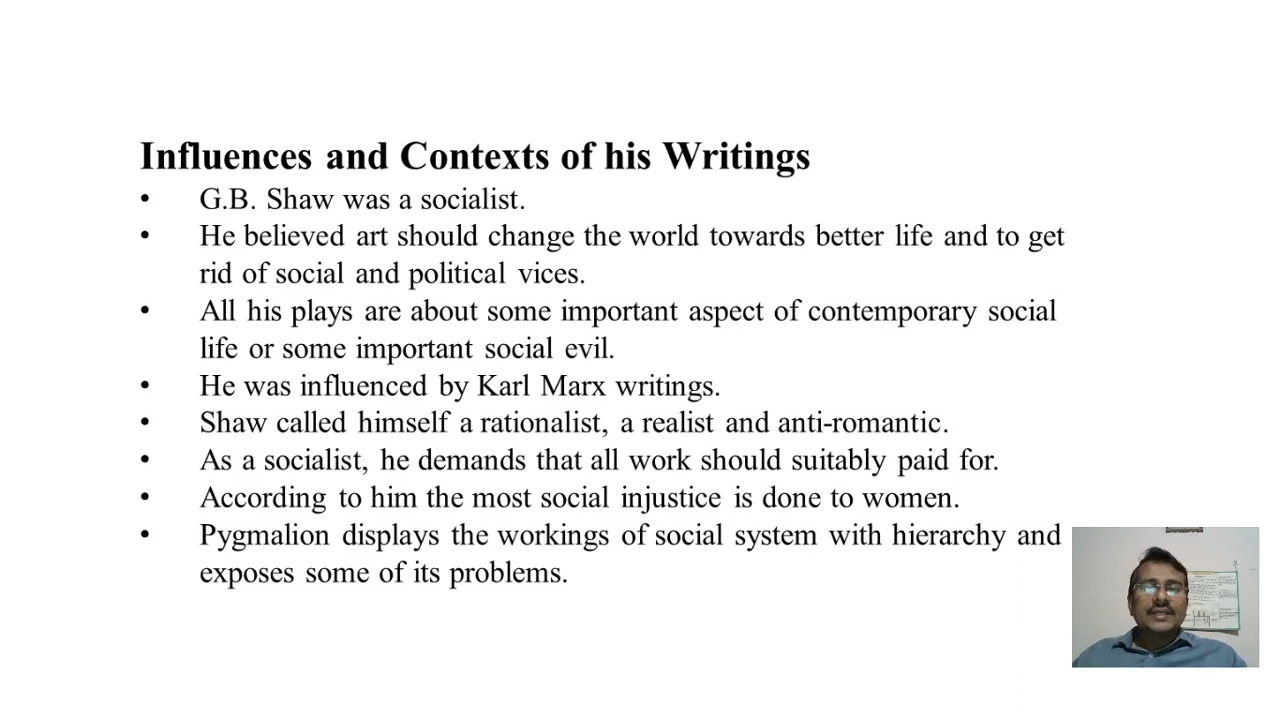 Influences and Contexts of his Writings
• G.B. Shaw was a socialist.
• He believed art should change the world towards better life and to get
rid of social and political vices.
• All his plays are about some important aspect of contemporary social
life or some important social evil.
• He was influenced by Karl Marx writings.
• Shaw called himself a rationalist, a realist and anti-romantic.
• As a socialist, he demands that all work should suitably paid for.
• According to him the most social injustice is done to women.
• Pygmalion displays the workings of social system with hierarchy and
exposes some of its problems.